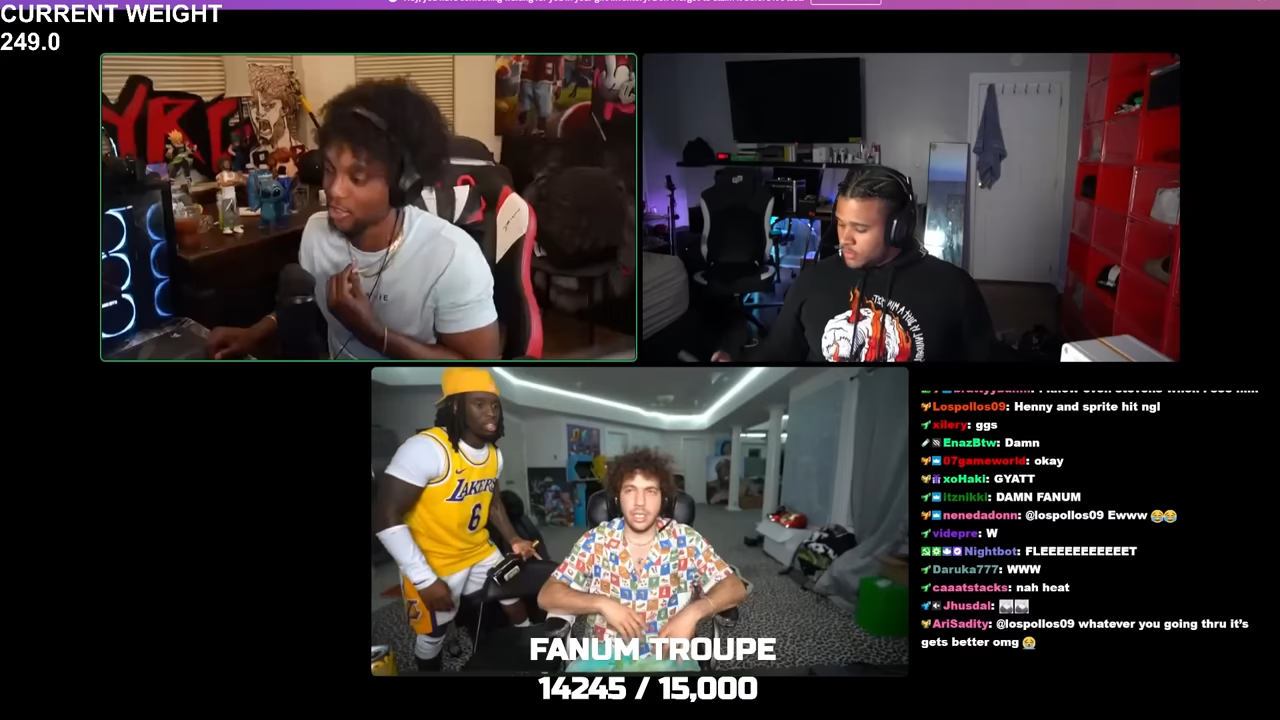 CURRENT WEIGHT
249.0
LAKERS
6
Lospollos09: Henny and sprite hit ngl
xilery: ggs
EnazBtw: Damn
07gameworld: okay
xoHaki: GYATT
itznikki: DAMN FANUM
nenedadonn: @lospollos09 Ewww 😂😂
videpre: W
Nightbot: FLEEEEEEEEEEET
Daruka777: WWW
caaatstacks: nah heat
Jhusdai:
AriSadity: @lospollos09 whatever you going thru it's
gets better omg 😭
FANUM TROUPE
14245 / 15,000